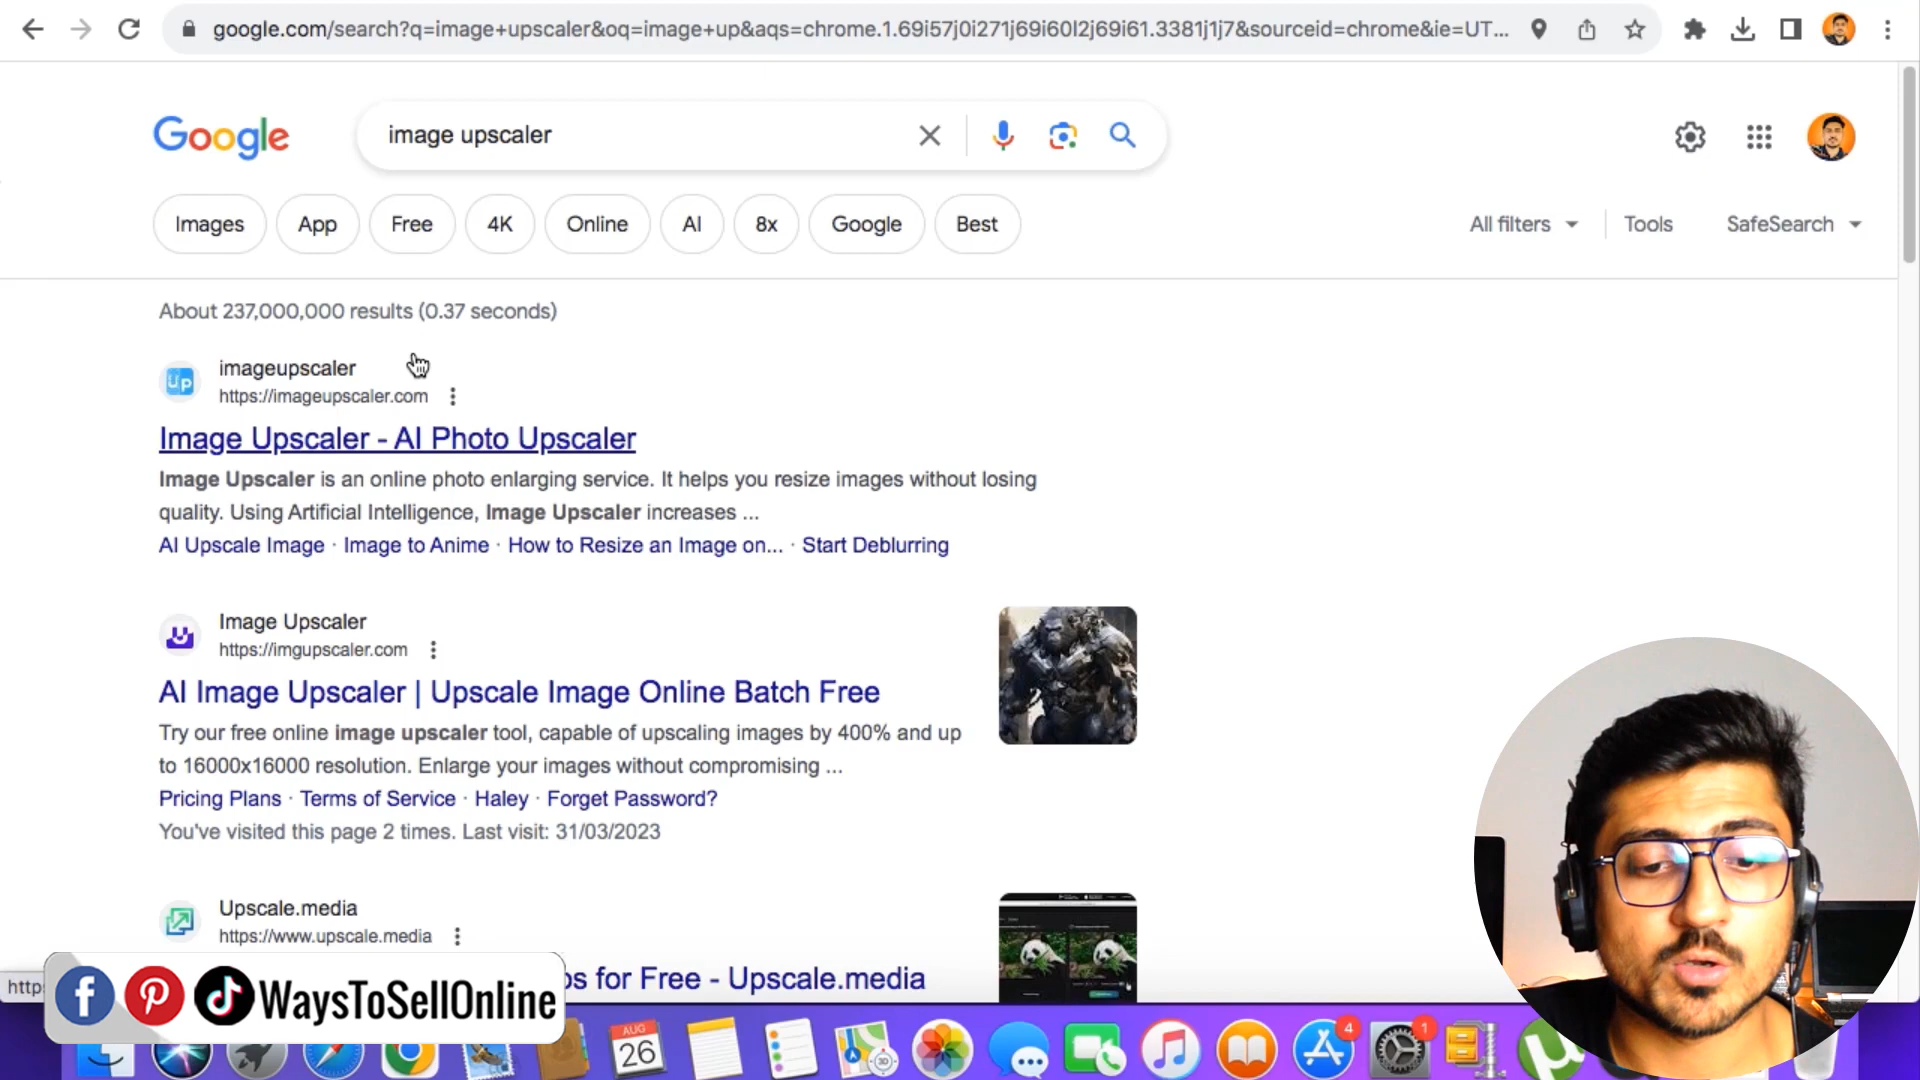 google.com/search?q=image+upscaler&oq=image+up&aqs=chrome.1.69i57j0i271j69i60l2j69i61.3381j1j7&sourceid=chrome&ie=UT...
Google
image upscaler
Images
App
Free
4K
Online
AI
8x
Google
Best
All filters
Tools
SafeSearch
About 237,000,000 results (0.37 seconds)
Up
imageupscaler
https://imageupscaler.com
Image Upscaler - AI Photo Upscaler
Image Upscaler is an online photo enlarging service. It helps you resize images without losing
quality. Using Artificial Intelligence, Image Upscaler increases ...
AI Upscale Image · Image to Anime · How to Resize an Image on... · Start Deblurring
Image Upscaler
https://imgupscaler.com
AI Image Upscaler | Upscale Image Online Batch Free
Try our free online image upscaler tool, capable of upscaling images by 400% and up
to 16000x16000 resolution. Enlarge your images without compromising ...
Pricing Plans · Terms of Service · Haley · Forget Password?
You've visited this page 2 times. Last visit: 31/03/2023
Upscale.media
https://www.upscale.media
os for Free - Upscale.media
http
WaysToSellOnline
AUG
26
3D
4
1